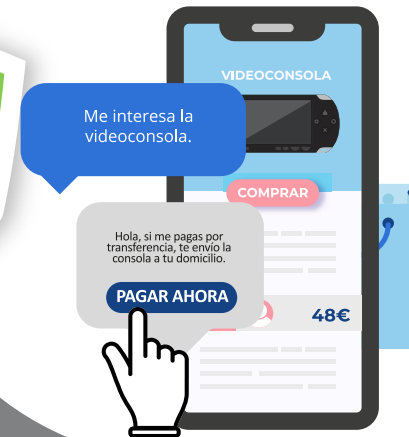 VIDEOCONSOLA
Me interesa la
videoconsola.
COMPRAR
Hola, si me pagas por
transferencia, te envío la
consola a tu domicilio.
PAGAR AHORA
48€